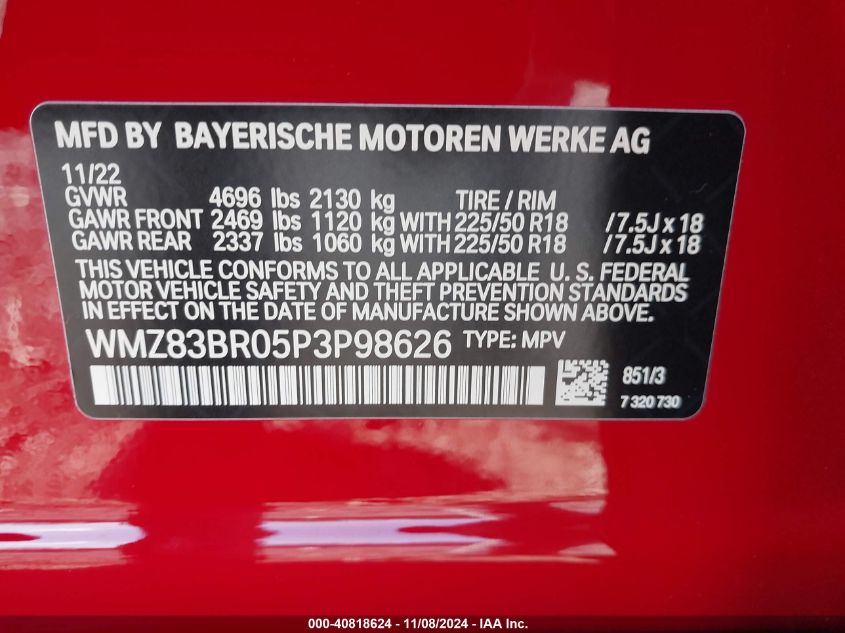 MFD BY BAYERISCHE MOTOREN WERKE AG
11/22
GVWR 4696 lbs 2130 kg TIRE / RIM
GAWR FRONT 2469 lbs 1120 kg WITH 225/50 R18 / 7.5J x 18
GAWR REAR 2337 lbs 1060 kg WITH 225/50 R18 / 7.5J x 18
THIS VEHICLE CONFORMS TO ALL APPLICABLE U. S. FEDERAL
MOTOR VEHICLE SAFETY AND THEFT PREVENTION STANDARDS
IN EFFECT ON THE DATE OF MANUFACTURE SHOWN ABOVE.
WMZ83BR05P3P98626 TYPE: MPV
851/3
7 320 730
000-40818624 - 11/08/2024 - IAA Inc.